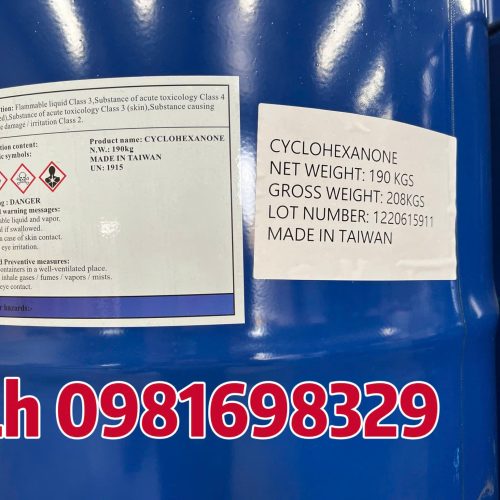 tion: Flammable liquid Class 3,Substance of acute toxicology Class 4
ed),Substance of acute toxicology Class 3 (skin),Substance causing
e damage / irritation Class 2.
tion content:
ic symbols:
Product name: CYCLOHEXANONE
N.W.: 190kg
MADE IN TAIWAN
UN: 1915
g : DANGER
d warning messages:
able liquid and vapor.
l if swallowed.
n case of skin contact.
eye irritation.
d Preventive measures:
ontainers in a well-ventilated place.
inhale gases / fumes / vapors / mists.
eye contact.
r hazards:-
CYCLOHEXANONE
NET WEIGHT: 190 KGS
GROSS WEIGHT: 208KGS
LOT NUMBER: 1220615911
MADE IN TAIWAN
h 0981698329